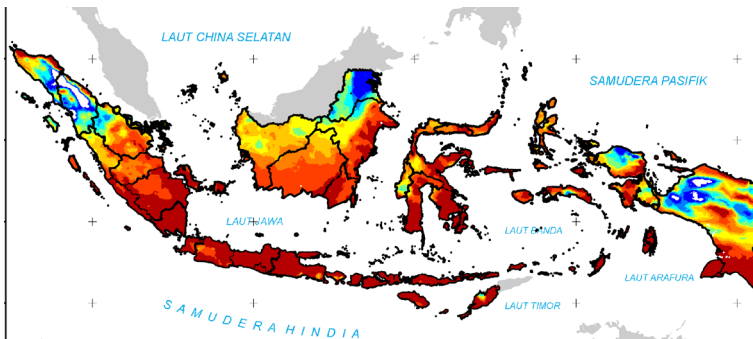 LAUT CHINA SELATAN
SAMUDERA PASIFIK
LAUT JAWA
LAUT BANDA
LAUT ARAFURA
LAUT TIMOR
SAMUDERA HINDIA